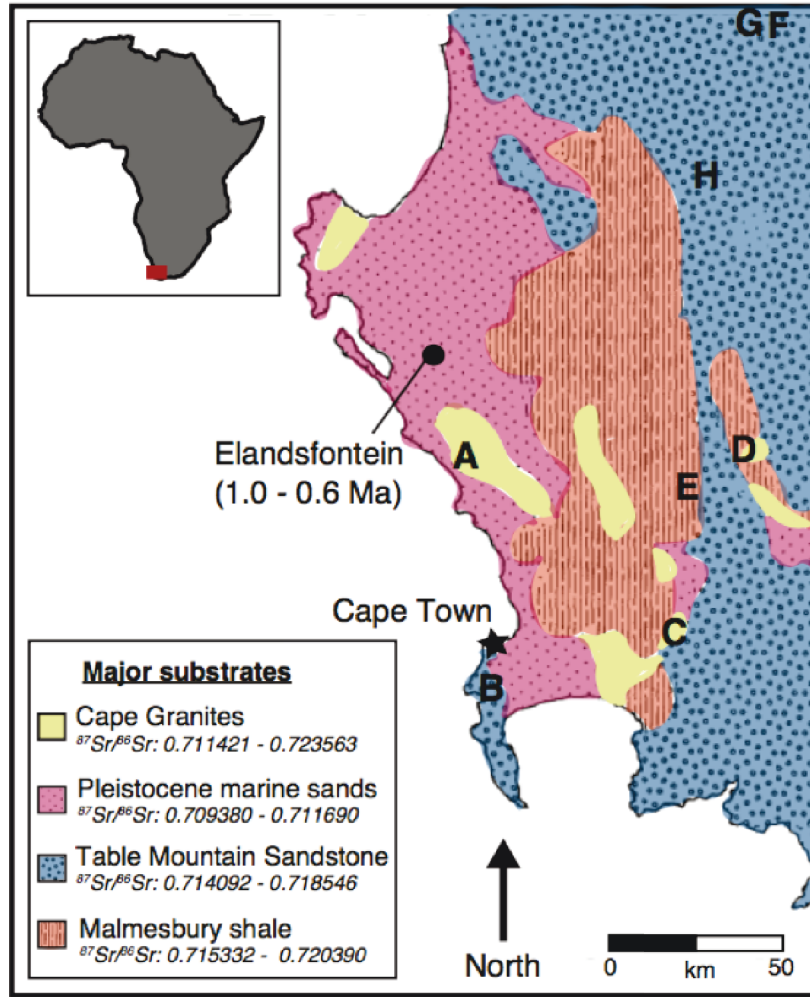 G F
H
Elandsfontein
(1.0 - 0.6 Ma)
A
D
E
Cape Town
C
B
Major substrates
Cape Granites
⁸⁷Sr/⁸⁶Sr: 0.711421 - 0.723563
Pleistocene marine sands
⁸⁷Sr/⁸⁶Sr: 0.709380 - 0.711690
Table Mountain Sandstone
⁸⁷Sr/⁸⁶Sr: 0.714092 - 0.718546
Malmesbury shale
⁸⁷Sr/⁸⁶Sr: 0.715332 - 0.720390
North
0 km 50